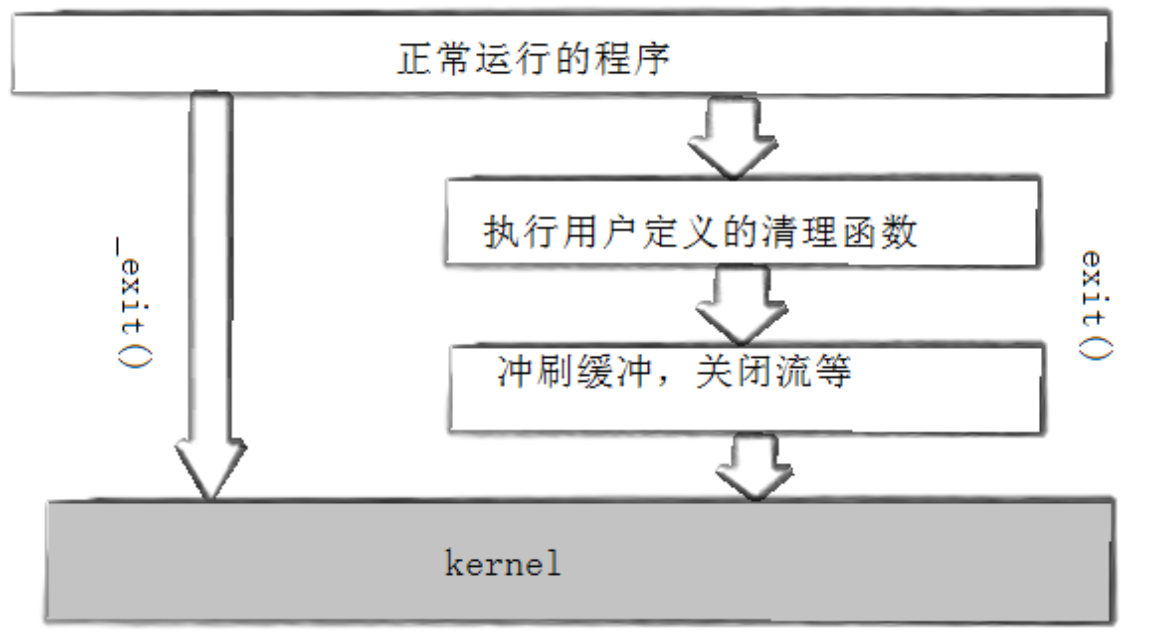 正常运行的程序
执行用户定义的清理函数
_exit()
exit()
冲刷缓冲，关闭流等
kernel